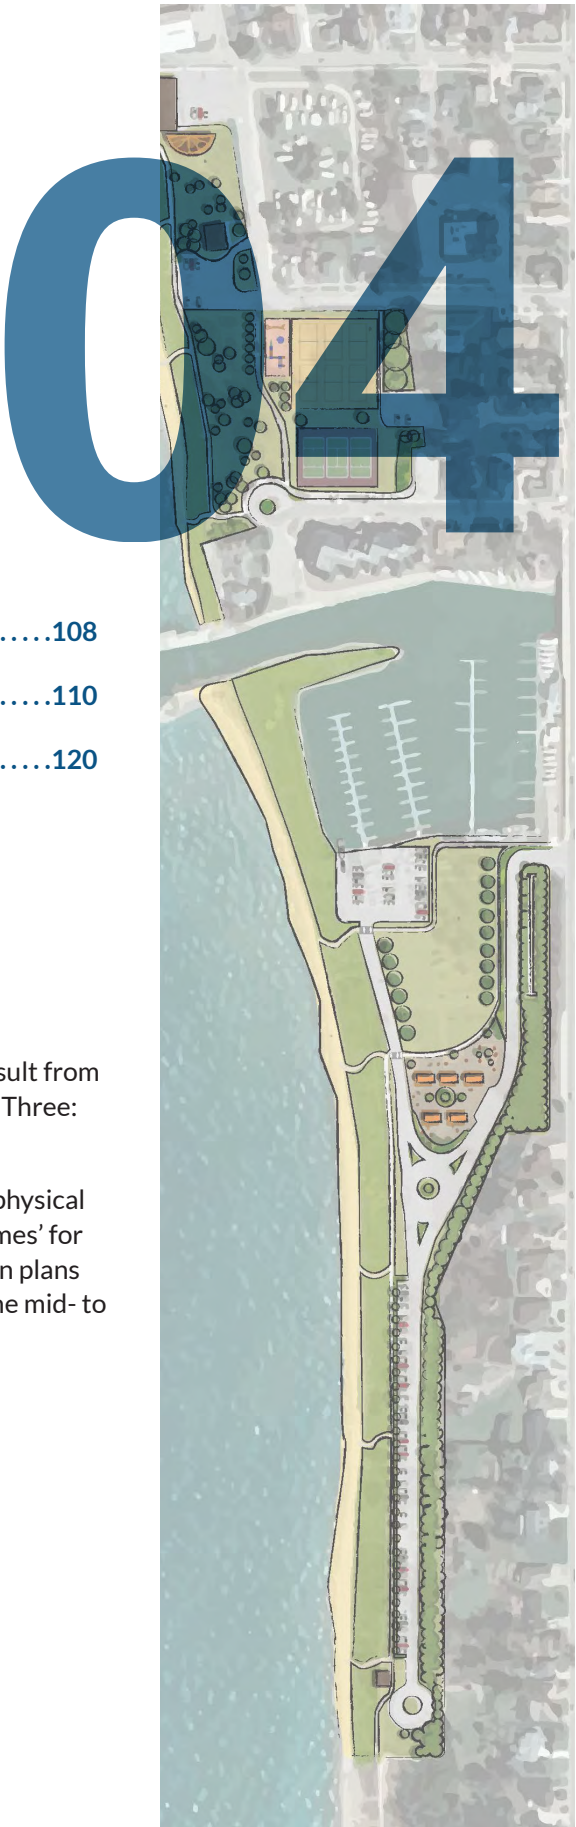 04
.....108
.....110
.....120
sult from
Three:
physical
mes’ for
n plans
ne mid- to